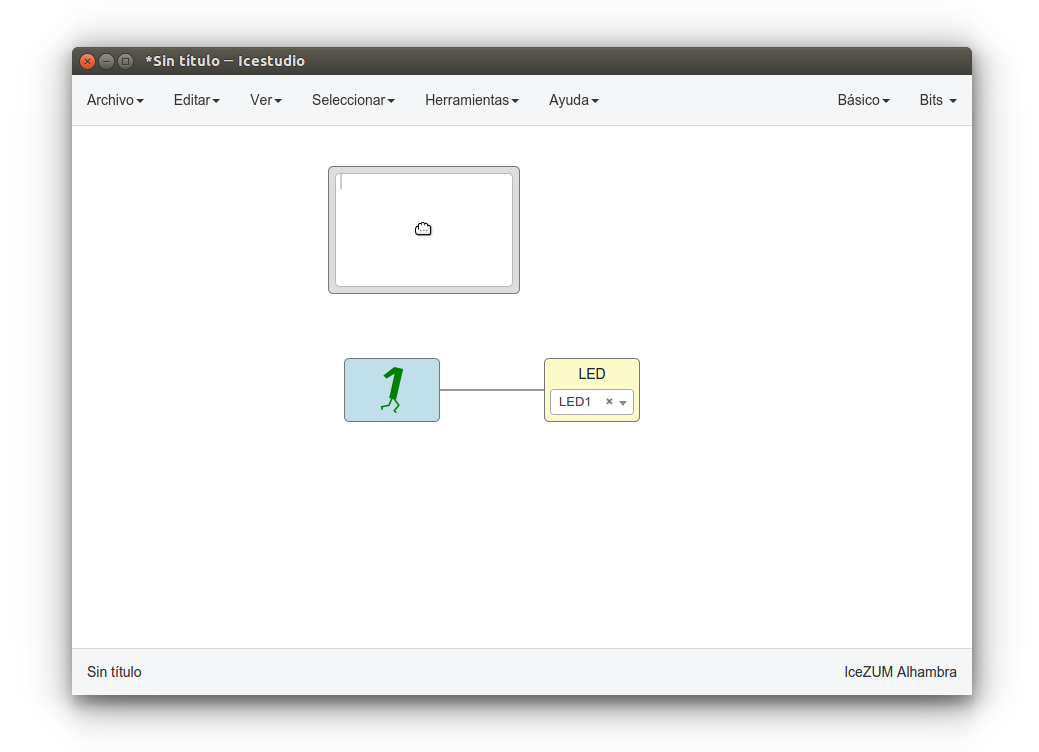 *Sin título — Icestudio
Archivo Editar Ver Seleccionar Herramientas Ayuda Básico Bits
1
LED
LED1 ×
Sin título IceZUM Alhambra